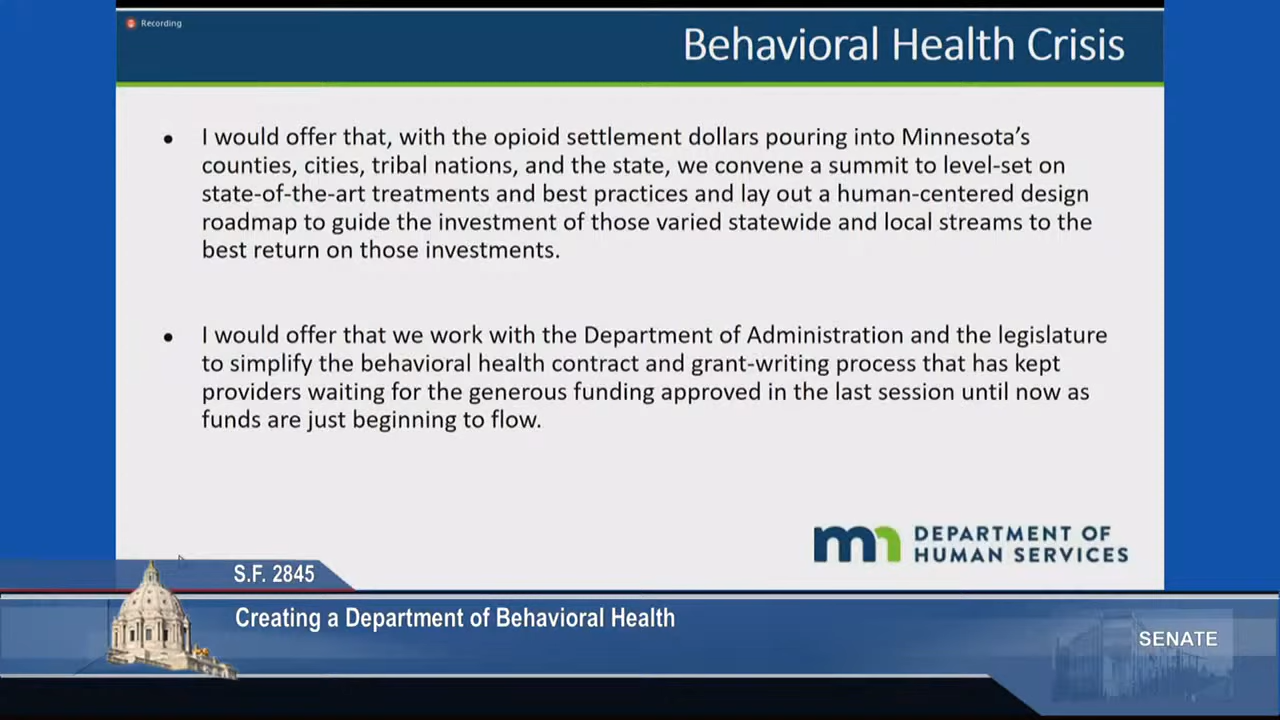 Recording
Behavioral Health Crisis
• I would offer that, with the opioid settlement dollars pouring into Minnesota's
counties, cities, tribal nations, and the state, we convene a summit to level-set on
state-of-the-art treatments and best practices and lay out a human-centered design
roadmap to guide the investment of those varied statewide and local streams to the
best return on those investments.
• I would offer that we work with the Department of Administration and the legislature
to simplify the behavioral health contract and grant-writing process that has kept
providers waiting for the generous funding approved in the last session until now as
funds are just beginning to flow.
mn DEPARTMENT OF
HUMAN SERVICES
S.F. 2845
Creating a Department of Behavioral Health
SENATE